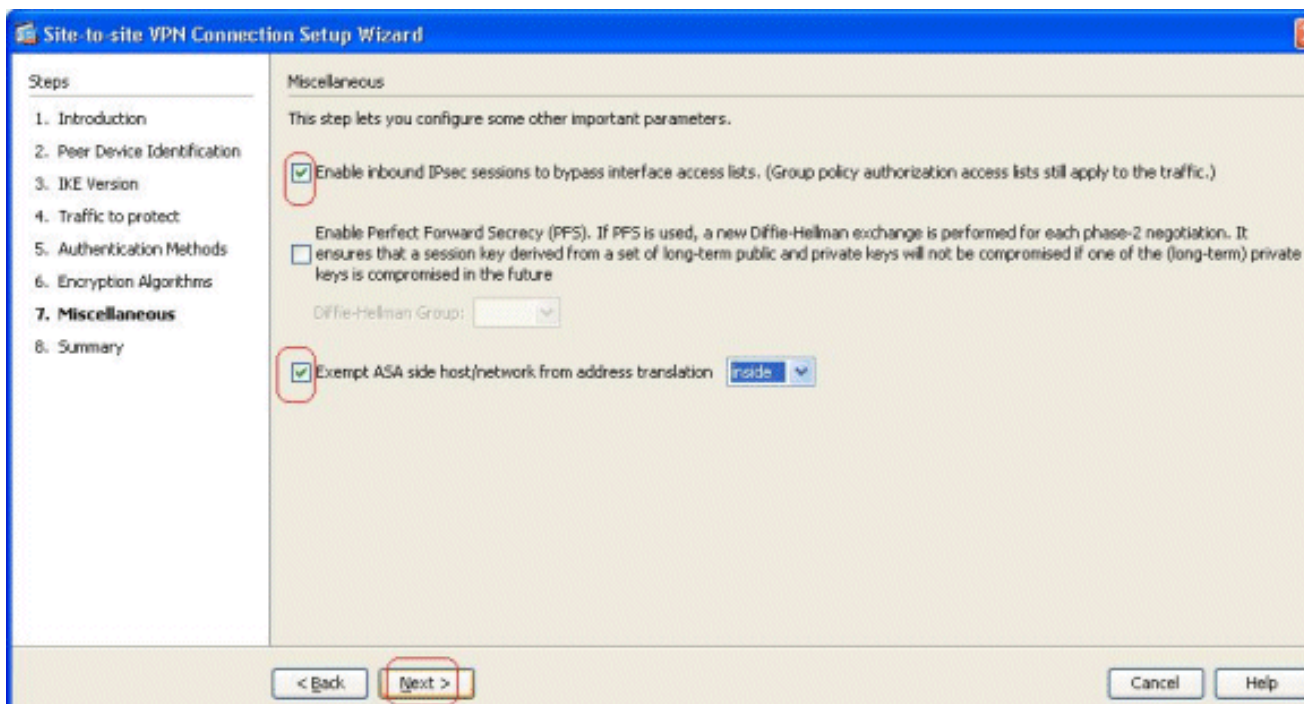 Site-to-site VPN Connection Setup Wizard
Steps
1. Introduction
2. Peer Device Identification
3. IKE Version
4. Traffic to protect
5. Authentication Methods
6. Encryption Algorithms
7. Miscellaneous
8. Summary
Miscellaneous
This step lets you configure some other important parameters.
Enable inbound IPsec sessions to bypass interface access lists. (Group policy authorization access lists still apply to the traffic.)
Enable Perfect Forward Secrecy (PFS). If PFS is used, a new Diffie-Hellman exchange is performed for each phase-2 negotiation. It
ensures that a session key derived from a set of long-term public and private keys will not be compromised if one of the (long-term) private
keys is compromised in the future
Diffie-Hellman Group:
Exempt ASA side host/network from address translation inside
< Back Next > Cancel Help